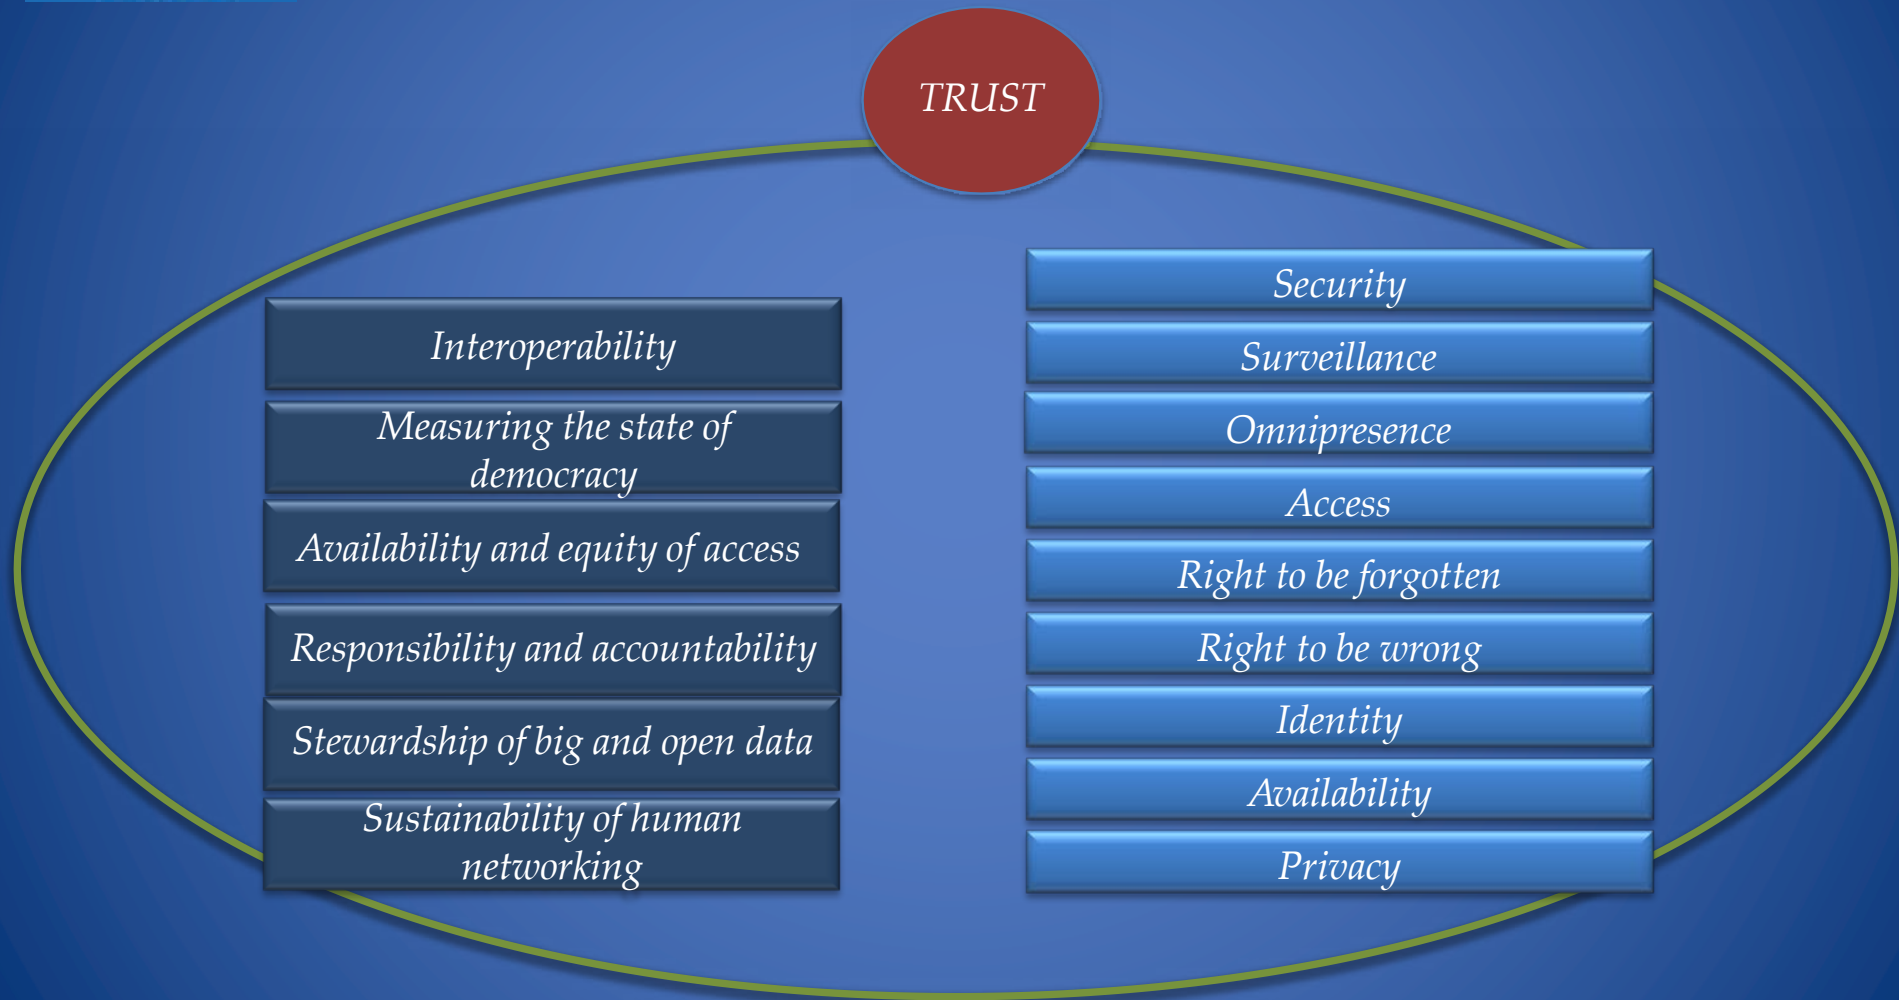 TRUST
Interoperability
Measuring the state of
democracy
Availability and equity of access
Responsibility and accountability
Stewardship of big and open data
Sustainability of human
networking
Security
Surveillance
Omnipresence
Access
Right to be forgotten
Right to be wrong
Identity
Availability
Privacy